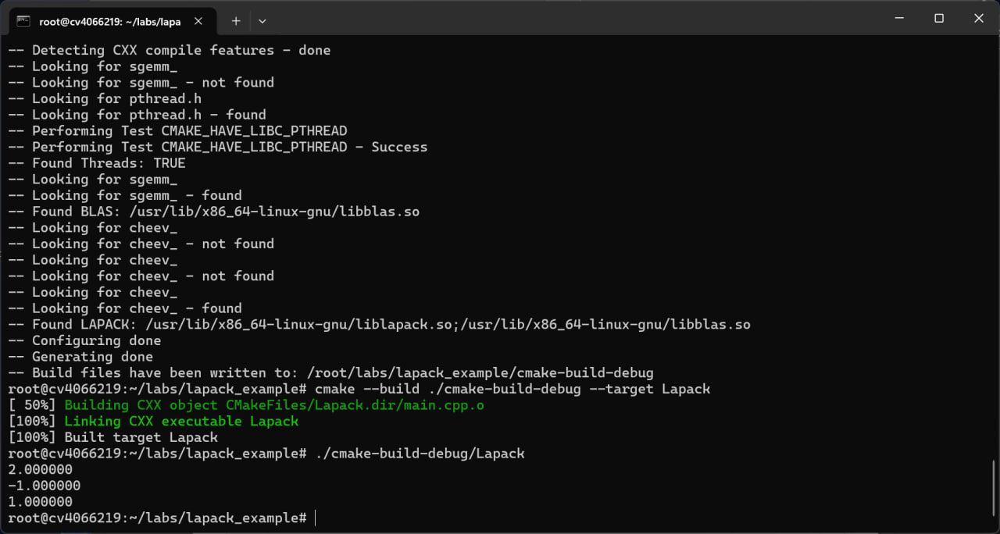 root@cv4066219: ~/labs/lapa
-- Detecting CXX compile features - done
-- Looking for sgemm_
-- Looking for sgemm_ - not found
-- Looking for pthread.h
-- Looking for pthread.h - found
-- Performing Test CMAKE_HAVE_LIBC_PTHREAD
-- Performing Test CMAKE_HAVE_LIBC_PTHREAD - Success
-- Found Threads: TRUE
-- Looking for sgemm_
-- Looking for sgemm_ - found
-- Found BLAS: /usr/lib/x86_64-linux-gnu/libblas.so
-- Looking for cheev_
-- Looking for cheev_ - not found
-- Looking for cheev_
-- Looking for cheev_ - not found
-- Looking for cheev_
-- Looking for cheev_ - found
-- Found LAPACK: /usr/lib/x86_64-linux-gnu/liblapack.so;/usr/lib/x86_64-linux-gnu/libblas.so
-- Configuring done
-- Generating done
-- Build files have been written to: /root/labs/lapack_example/cmake-build-debug
root@cv4066219:~/labs/lapack_example# cmake --build ./cmake-build-debug --target Lapack
[ 50%] Building CXX object CMakeFiles/Lapack.dir/main.cpp.o
[100%] Linking CXX executable Lapack
[100%] Built target Lapack
root@cv4066219:~/labs/lapack_example# ./cmake-build-debug/Lapack
2.000000
-1.000000
1.000000
root@cv4066219:~/labs/lapack_example#